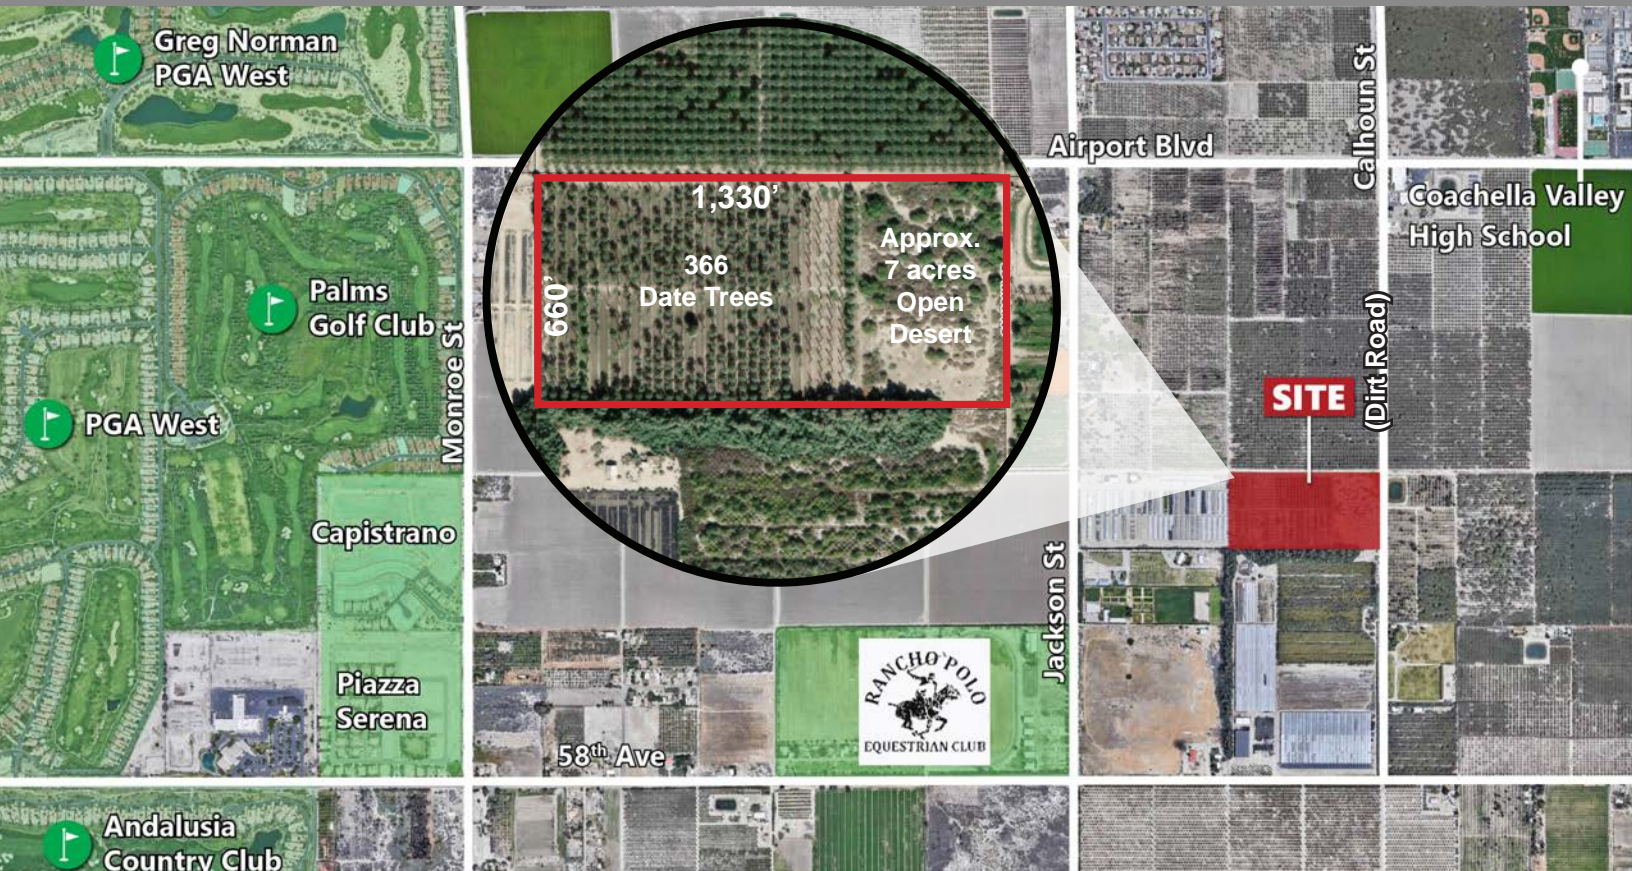 Greg Norman
PGA West
Airport Blvd
Calhoun St
Coachella Valley
High School
1,330’
660’
366
Date Trees
Approx.
7 acres
Open
Desert
Palms
Golf Club
Monroe St
PGA West
SITE
(Dirt Road)
Capistrano
Jackson St
Piazza
Serena
RANCHO POLO
EQUESTRIAN CLUB
58th Ave
Andalusia
Country Club